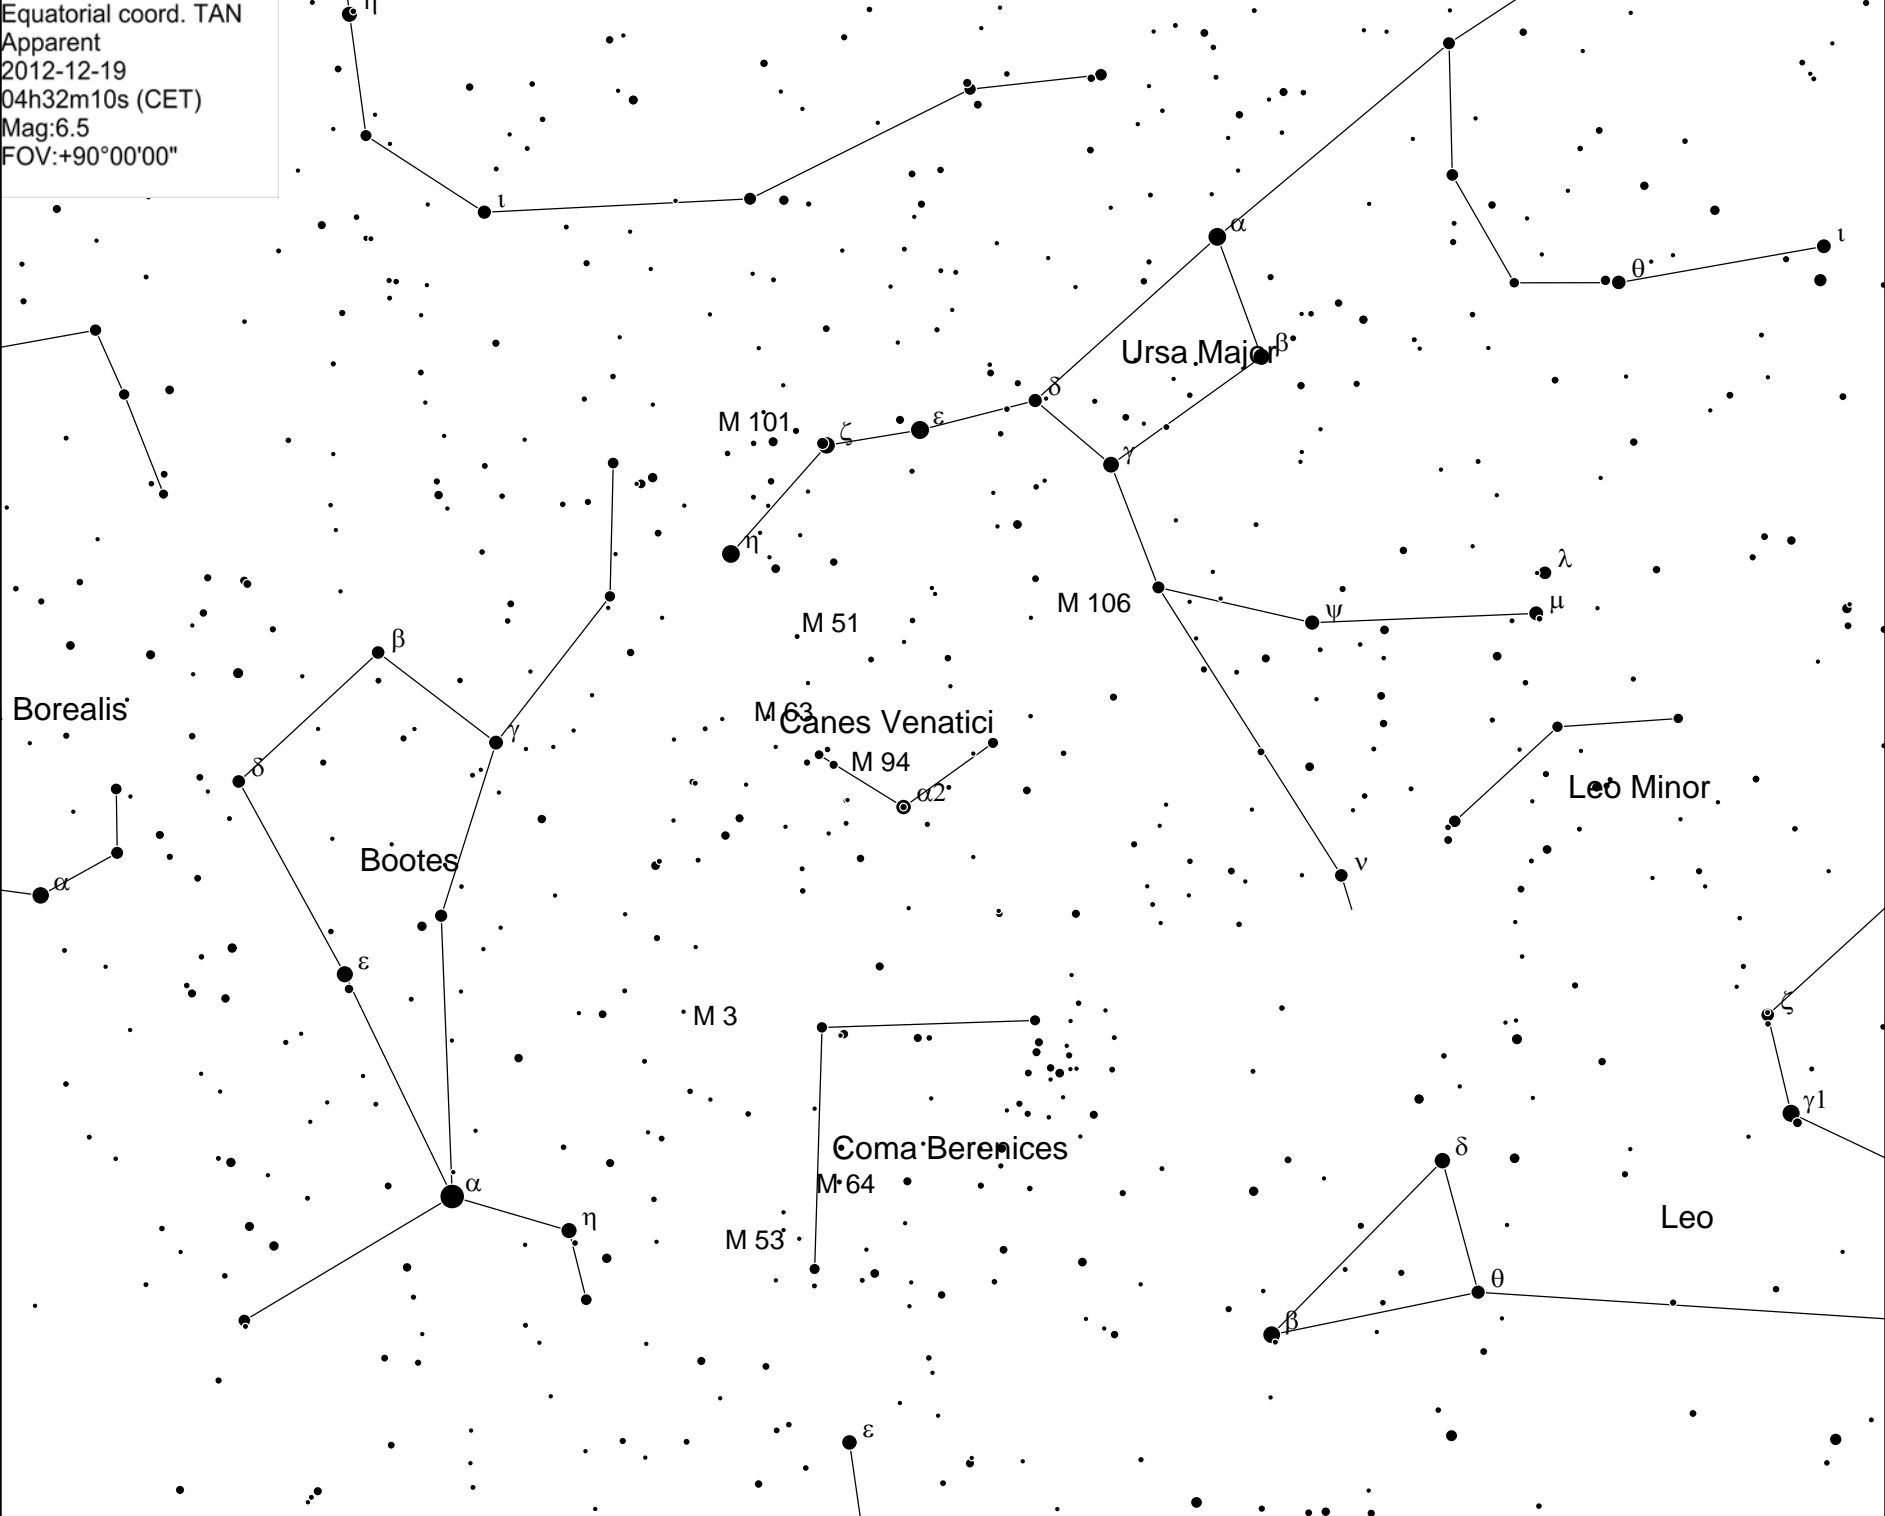 Equatorial coord. TAN
Apparent
2012-12-19
04h32m10s (CET)
Mag:6.5
FOV:+90°00'00"
η
ι
α
ι
θ
Ursa Major
β
δ
M 101
ζ
ε
γ
η
λ
M 106
μ
ψ
M 51
β
Borealis
M 63
Canes Venatici
γ
δ
M 94
α2
Leo Minor
Bootes
ν
α
ε
ζ
M 3
γ1
Coma Berenices
δ
M 64
α
η
Leo
M 53
θ
β
ε